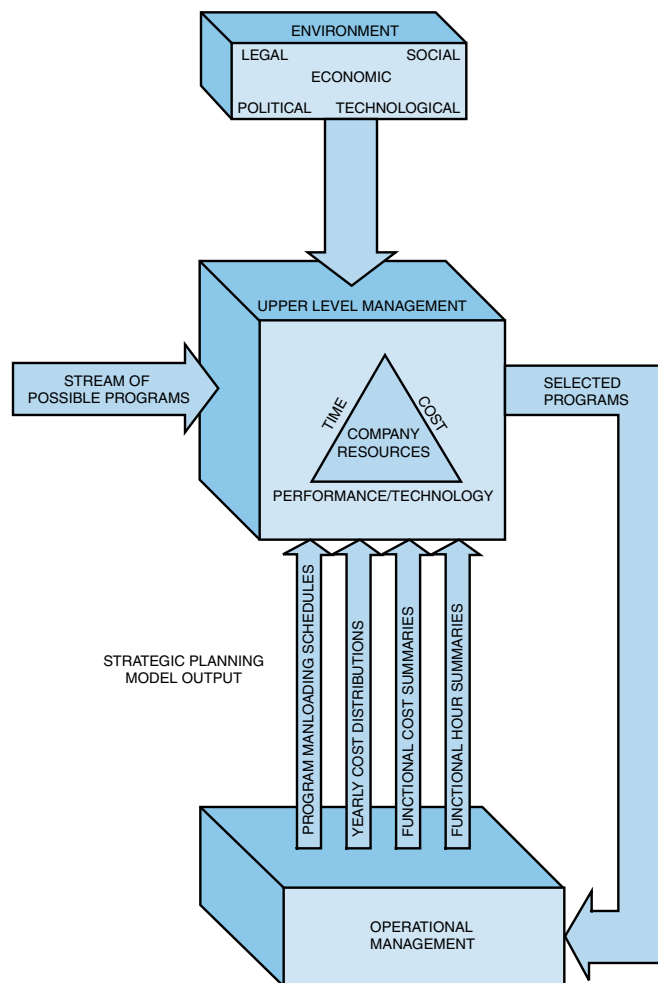 ENVIRONMENT
LEGAL SOCIAL
ECONOMIC
POLITICAL TECHNOLOGICAL
UPPER LEVEL MANAGEMENT
STREAM OF
POSSIBLE PROGRAMS
TIME
COST
COMPANY
RESOURCES
PERFORMANCE/TECHNOLOGY
SELECTED
PROGRAMS
STRATEGIC PLANNING
MODEL OUTPUT
PROGRAM MANLOADING SCHEDULES
YEARLY COST DISTRIBUTIONS
FUNCTIONAL COST SUMMARIES
FUNCTIONAL HOUR SUMMARIES
OPERATIONAL
MANAGEMENT